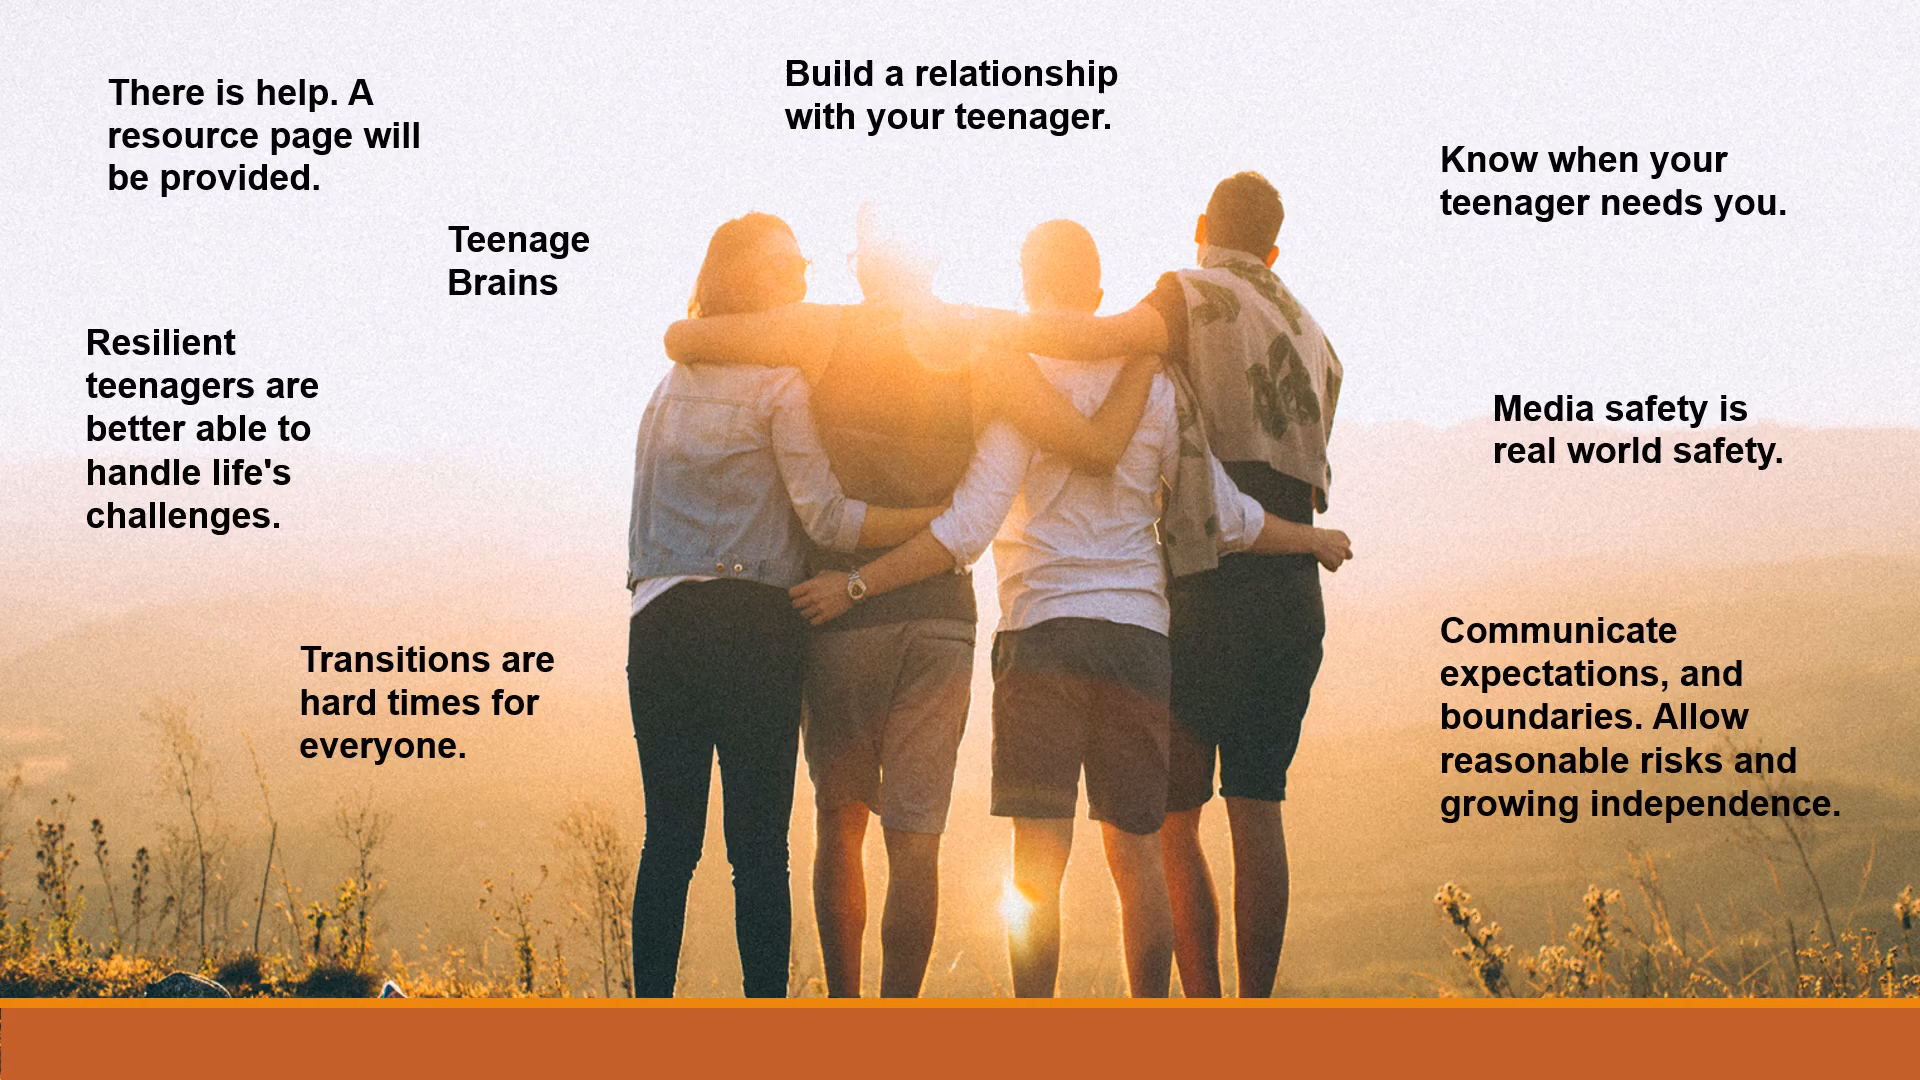 There is help. A
resource page will
be provided.
Build a relationship
with your teenager.
Know when your
teenager needs you.
Teenage
Brains
Resilient
teenagers are
better able to
handle life's
challenges.
Media safety is
real world safety.
Transitions are
hard times for
everyone.
Communicate
expectations, and
boundaries. Allow
reasonable risks and
growing independence.